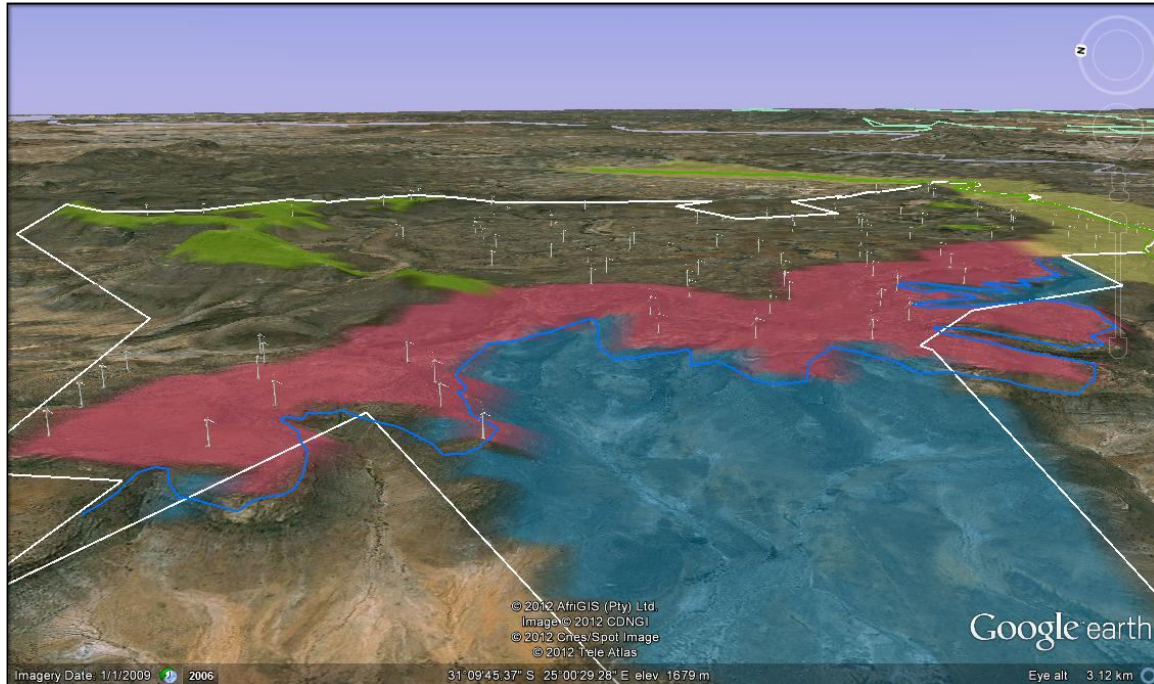 N
© 2012 AfriGIS (Pty) Ltd.
Image © 2012 CDNGI
© 2012 Cnes/Spot Image
© 2012 Tele Atlas
Google earth
Imagery Date: 1/1/2009 2006 31°09'45.37" S 25°00'29.28" E elev 1679 m Eye alt 3.12 km